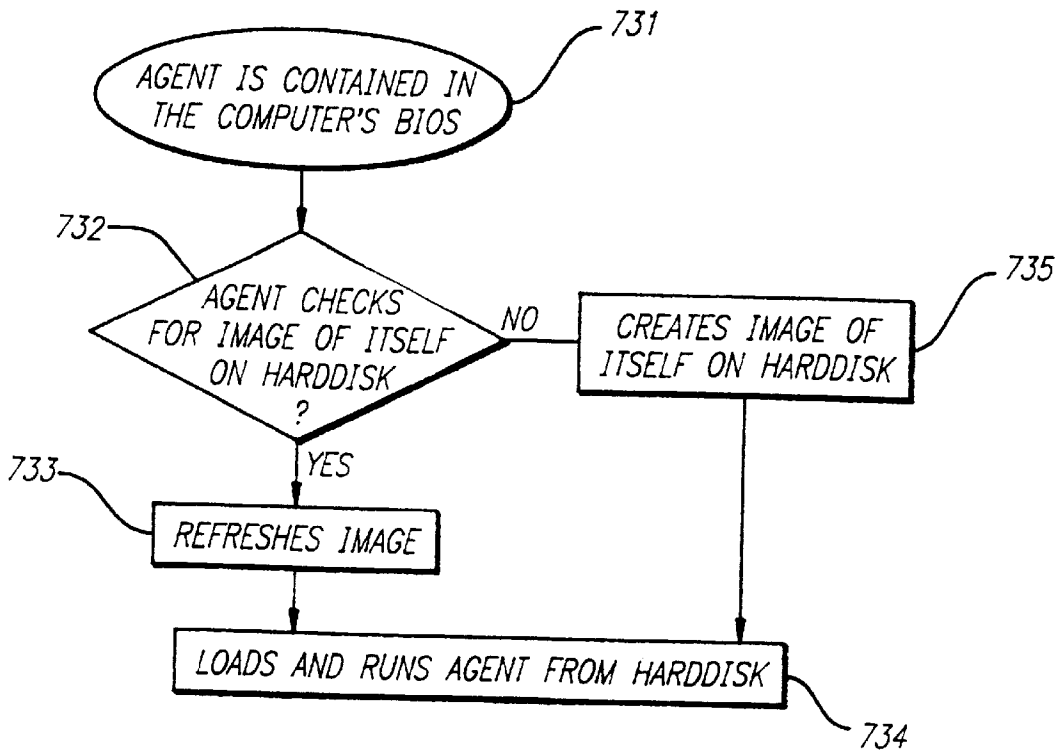 731
AGENT IS CONTAINED IN
THE COMPUTER'S BIOS
732
AGENT CHECKS
FOR IMAGE OF ITSELF
ON HARDDISK
?
NO
735
CREATES IMAGE OF
ITSELF ON HARDDISK
YES
733
REFRESHES IMAGE
LOADS AND RUNS AGENT FROM HARDDISK
734